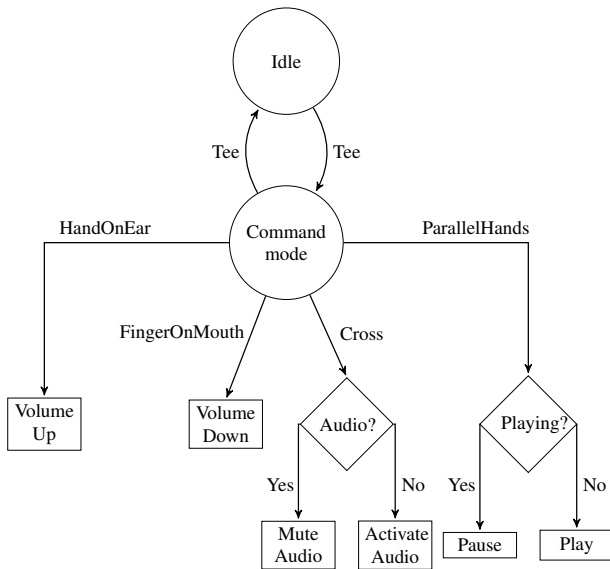 Idle
Tee
Tee
HandOnEar
Command
mode
ParallelHands
FingerOnMouth
Cross
Volume
Up
Volume
Down
Audio?
Playing?
Yes
No
Yes
No
Mute
Audio
Activate
Audio
Pause
Play